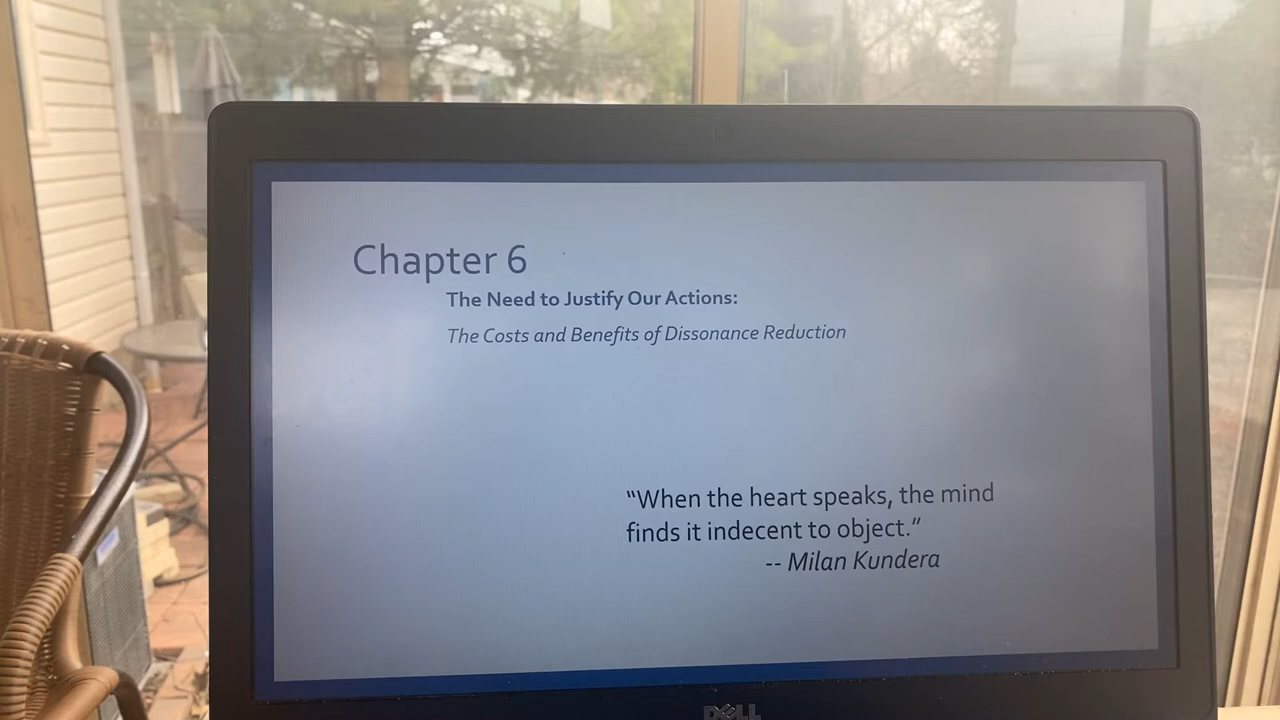 Chapter 6
The Need to Justify Our Actions:
The Costs and Benefits of Dissonance Reduction
“When the heart speaks, the mind
finds it indecent to object.”
-- Milan Kundera
DELL